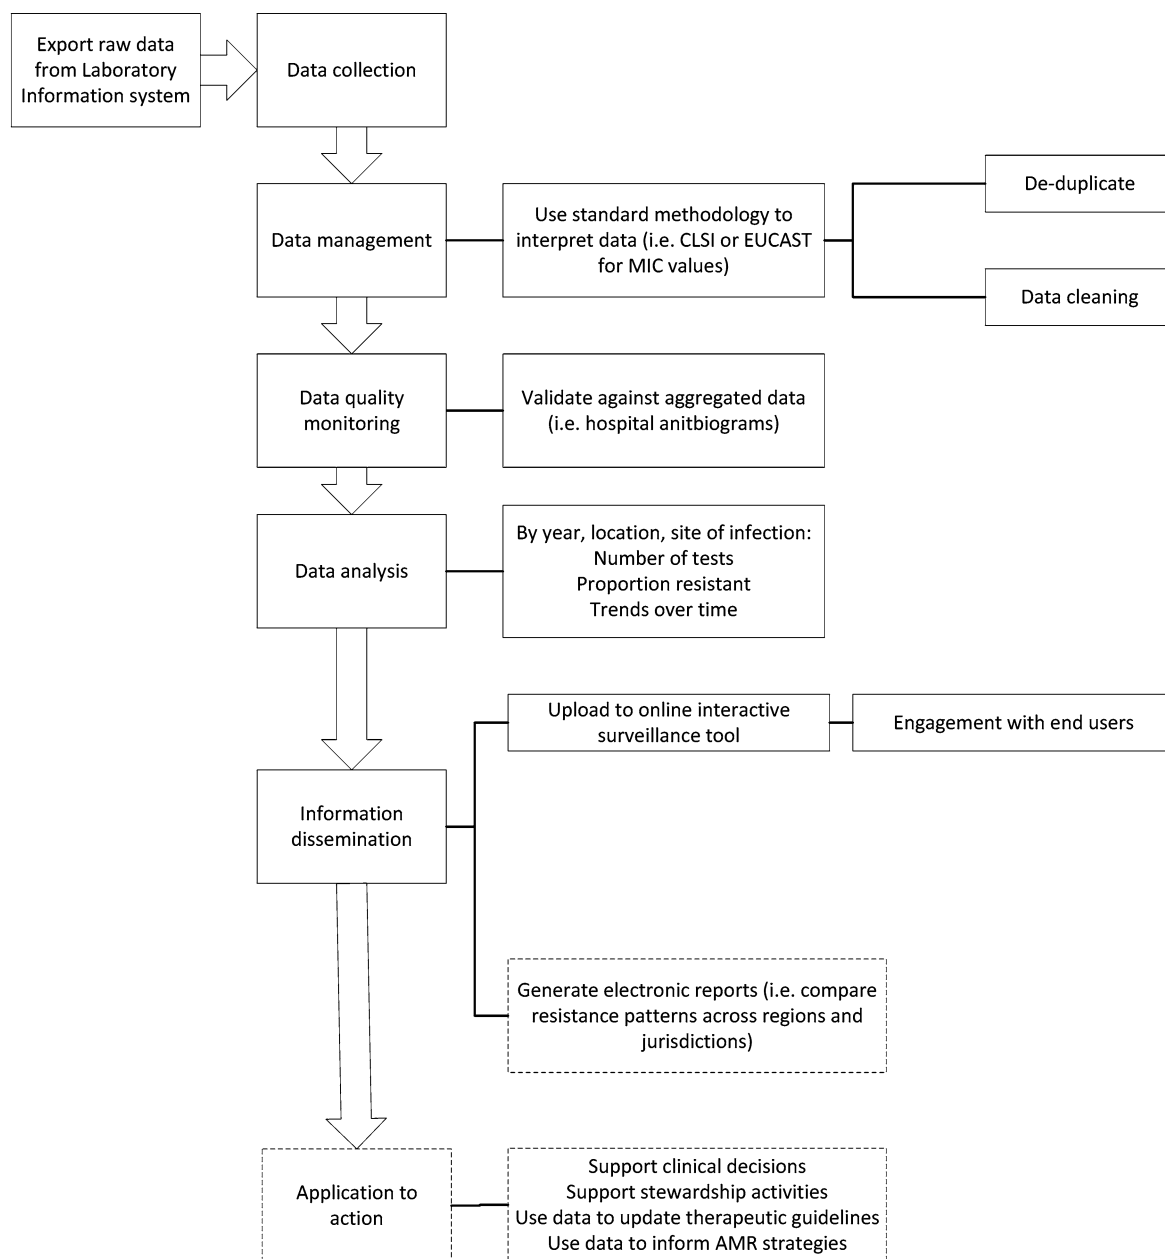 Export raw data
from Laboratory
Information system
Data collection
Data management
Use standard methodology to
interpret data (i.e. CLSI or EUCAST
for MIC values)
De-duplicate
Data cleaning
Data quality
monitoring
Validate against aggregated data
(i.e. hospital anitbiograms)
Data analysis
By year, location, site of infection:
Number of tests
Proportion resistant
Trends over time
Upload to online interactive
surveillance tool
Engagement with end users
Information
dissemination
Generate electronic reports (i.e. compare
resistance patterns across regions and
jurisdictions)
Application to
action
Support clinical decisions
Support stewardship activities
Use data to update therapeutic guidelines
Use data to inform AMR strategies